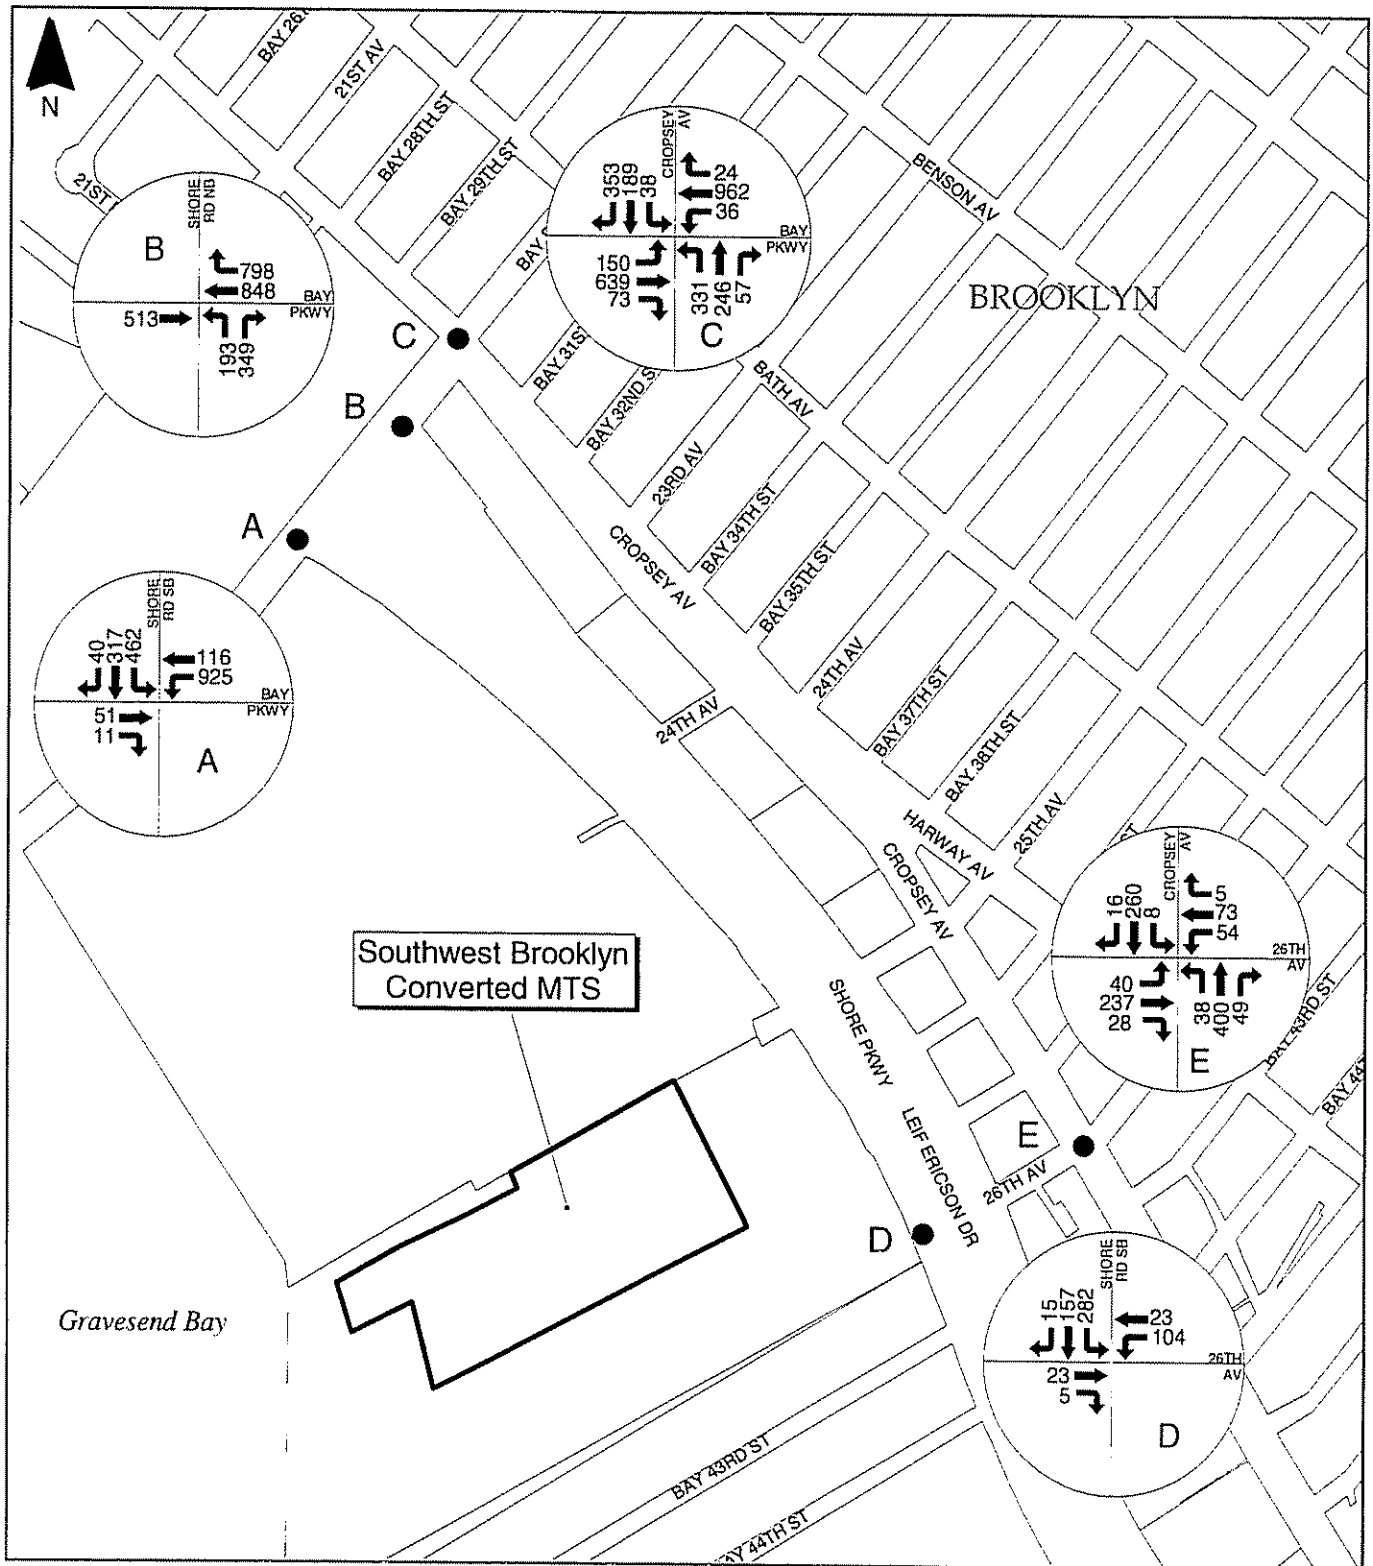 N
BAY 26
21ST AV
BAY 28TH ST
BAY 29TH ST
BAY
21ST
BENSON AV
BROOKLYN
SHORE
RD NB
B
798
848
BAY
PKWY
513
193
349
CROPSEY
AV
353
189
38
24
962
36
BAY
PKWY
150
639
73
331
246
57
C
C
B
A
BAY 31ST
BAY 32ND S
BATH AV
23RD AV
BAY 34TH ST
CROPSEY AV
BAY 35TH ST
24TH AV
BAY 37TH ST
BAY 38TH ST
24TH AV
HARWAY AV
25TH AV
CROPSEY AV
SHORE
RD SB
40
317
462
116
925
BAY
PKWY
51
11
A
Southwest Brooklyn
Converted MTS
SHORE PKWY
LEIF ERICSON DR
CROPSEY
AV
ST
16
260
8
5
73
54
26TH
AV
40
237
28
38
400
49
E
BAY 43RD ST
BAY 44T
E
26TH AV
D
Gravesend Bay
SHORE
RD SB
15
157
282
23
104
26TH
AV
23
5
D
BAY 43RD ST
AY 44TH ST